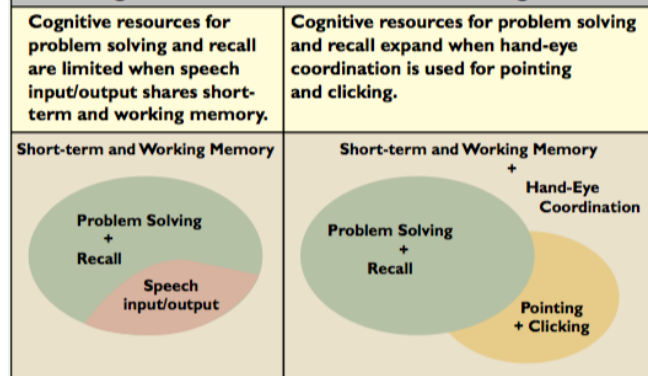 Cognitive resources for
problem solving and recall
are limited when speech
input/output shares short-
term and working memory.
Cognitive resources for problem solving
and recall expand when hand-eye
coordination is used for pointing
and clicking.
Short-term and Working Memory
Problem Solving
+
Recall
Speech
input/output
Short-term and Working Memory
+
Hand-Eye
Coordination
Problem Solving
+
Recall
Pointing
+ Clicking